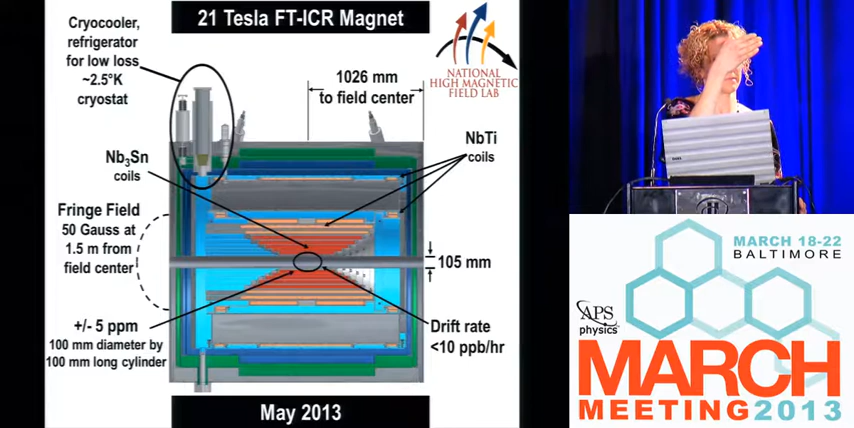 21 Tesla FT-ICR Magnet
Cryocooler,
refrigerator
for low loss
~2.5°K
cryostat
1026 mm
to field center
NATIONAL
HIGH MAGNETIC
FIELD LAB
NbTi
coils
Nb₃Sn
coils
Fringe Field
50 Gauss at
1.5 m from
field center
105 mm
+/- 5 ppm
100 mm diameter by
100 mm long cylinder
Drift rate
<10 ppb/hr
May 2013
MARCH 18-22
BALTIMORE
APS
physics
MARCH
MEETING2013